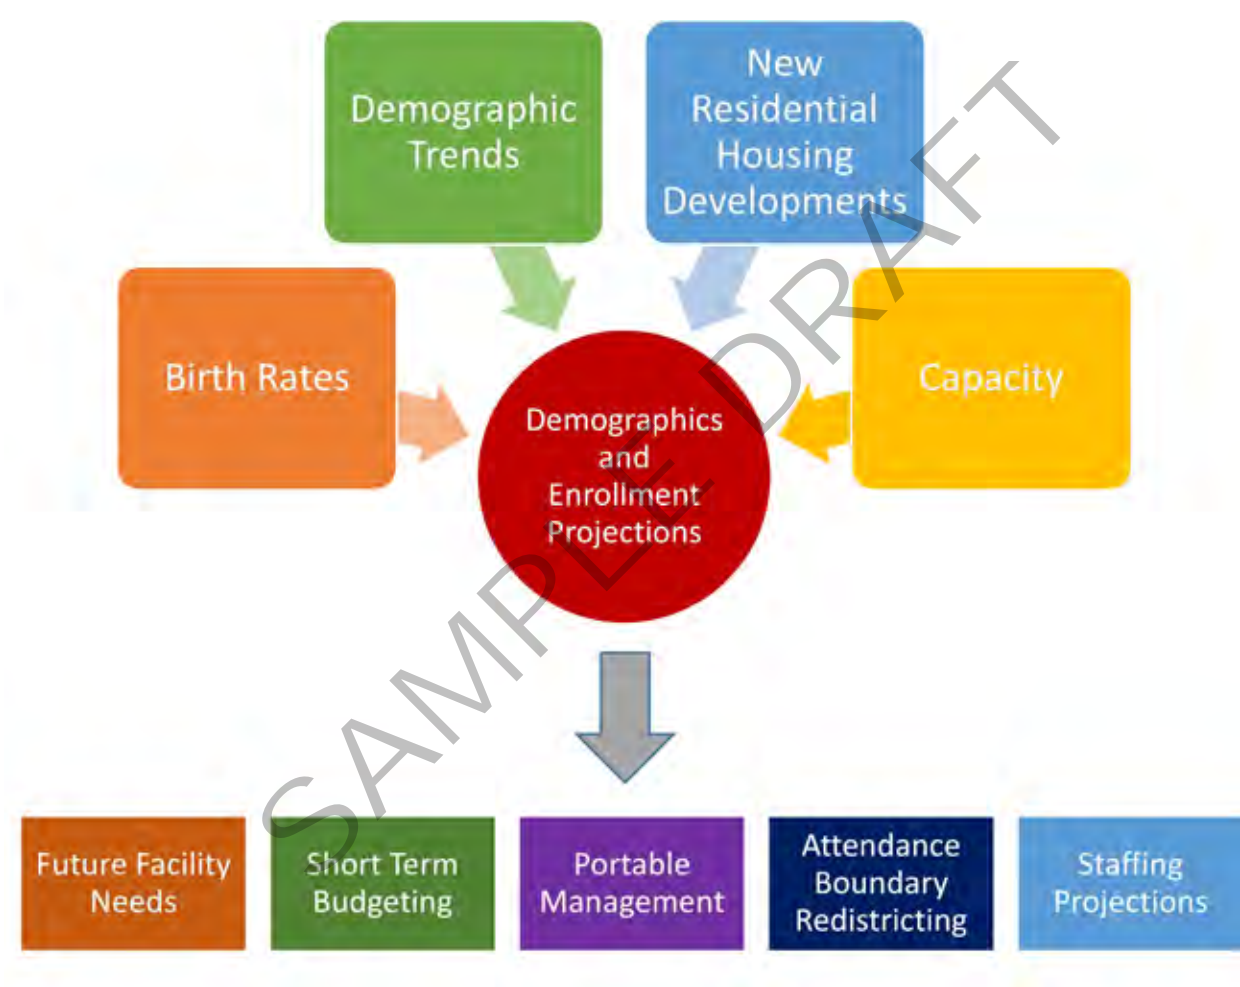 Demographic
Trends
New
Residential
Housing
Developments
Birth Rates
Capacity
Demographics
and
Enrollment
Projections
SAMPLE DRAFT
Future Facility
Needs
Short Term
Budgeting
Portable
Management
Attendance
Boundary
Redistricting
Staffing
Projections